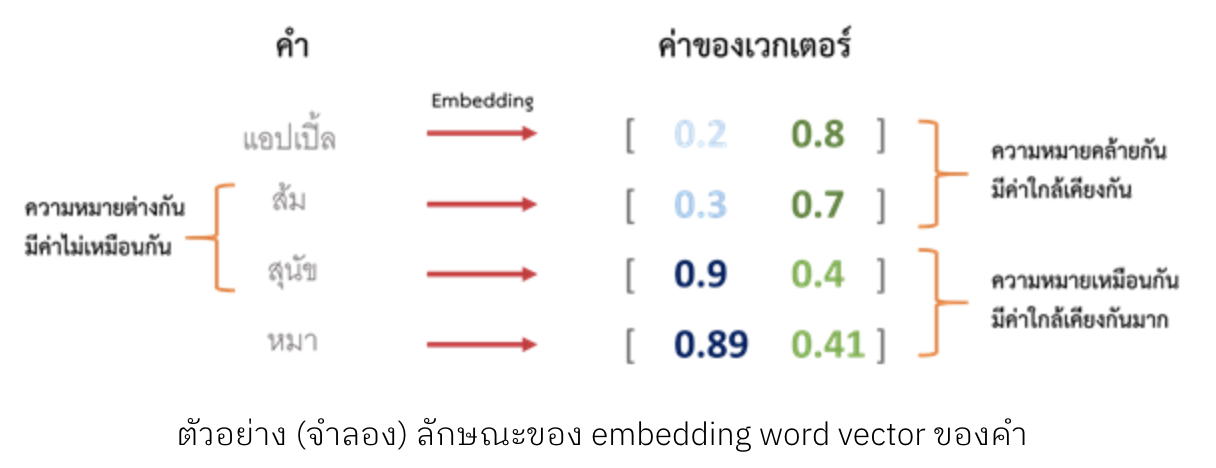 คำ ค่าของเวกเตอร์
Embedding
แอปเปิ้ล [ 0.2 0.8 ]
ความหมายคล้ายกัน
มีค่าใกล้เคียงกัน
ส้ม [ 0.3 0.7 ]
ความหมายต่างกัน
มีค่าไม่เหมือนกัน
สุนัข [ 0.9 0.4 ]
ความหมายเหมือนกัน
มีค่าใกล้เคียงกันมาก
หมา [ 0.89 0.41 ]
ตัวอย่าง (จำลอง) ลักษณะของ embedding word vector ของคำ